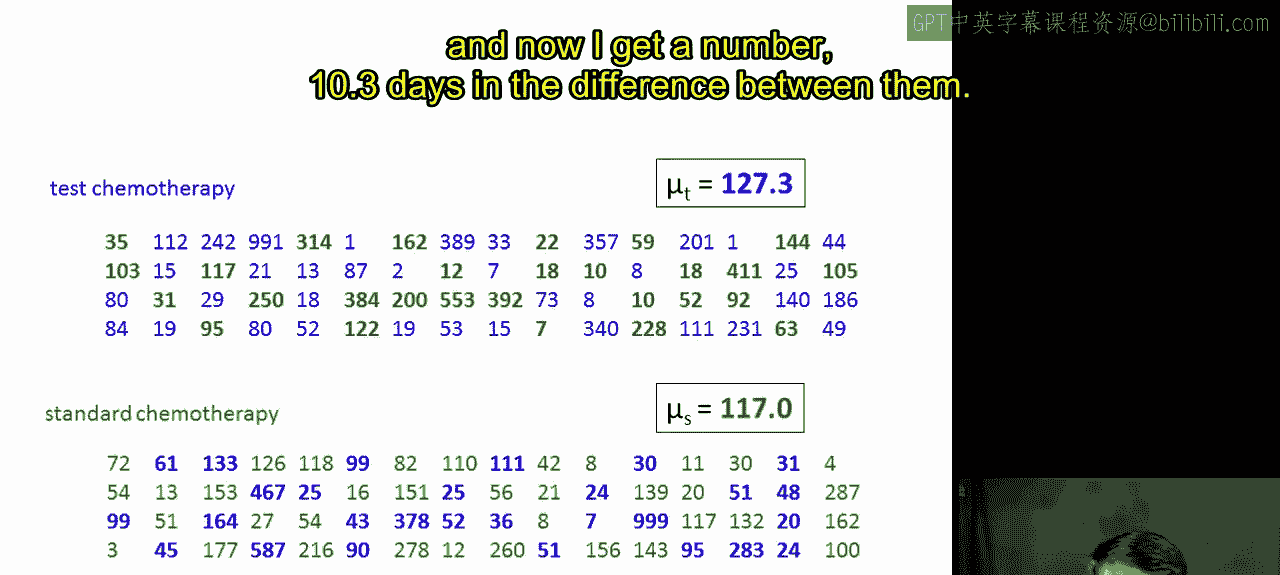 GPT中英字幕课程资源@bilibili.com
and now I get a number,
10.3 days in the difference between them.
test chemotherapy
μt = 127.3
35 112 242 991 314 1 162 389 33 22 357 59 201 1 144 44
103 15 117 21 13 87 2 12 7 18 10 8 18 411 25 105
80 31 29 250 18 384 200 553 392 73 8 10 52 92 140 186
84 19 95 80 52 122 19 53 15 7 340 228 111 231 63 49
standard chemotherapy
μs = 117.0
72 61 133 126 118 99 82 110 111 42 8 30 11 30 31 4
54 13 153 467 25 16 151 25 56 21 24 139 20 51 48 287
99 51 164 27 54 43 378 52 36 8 7 999 117 132 20 162
3 45 177 587 216 90 278 12 260 51 156 143 95 283 24 100